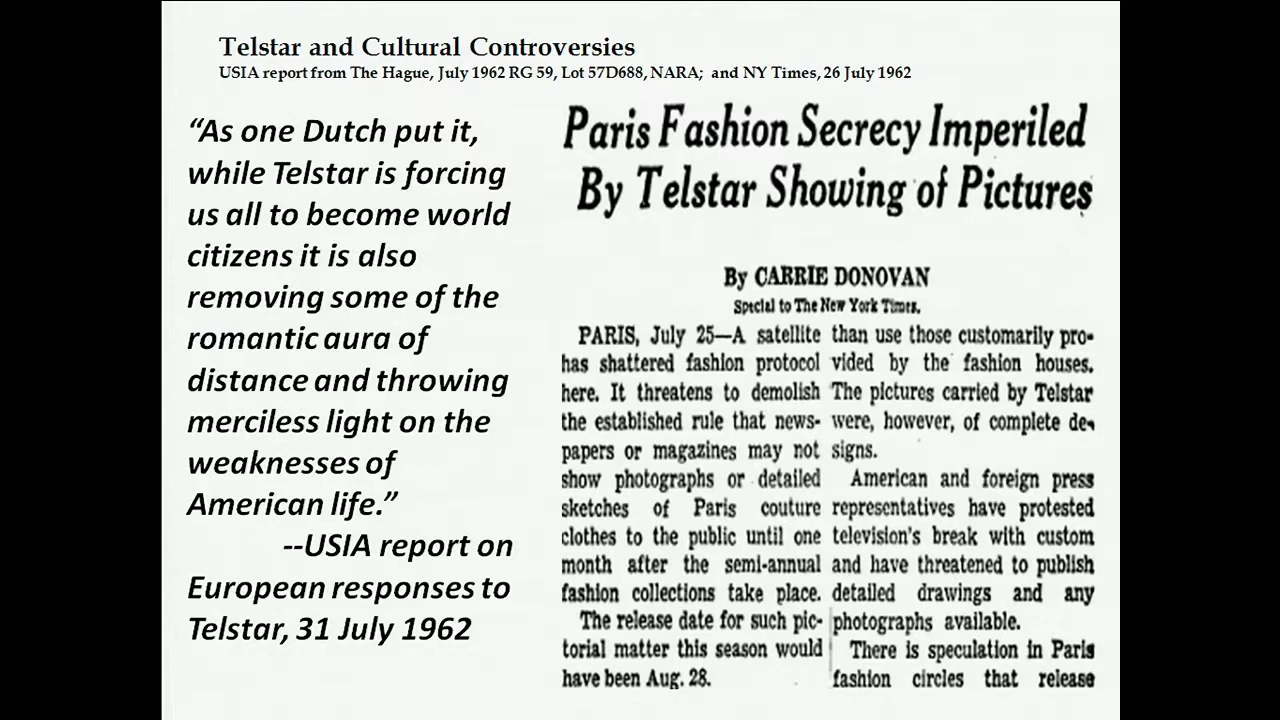 Telstar and Cultural Controversies
USIA report from The Hague, July 1962 RG 59, Lot 57D688, NARA; and NY Times, 26 July 1962
“As one Dutch put it,
while Telstar is forcing
us all to become world
citizens it is also
removing some of the
romantic aura of
distance and throwing
merciless light on the
weaknesses of
American life.”
--USIA report on
European responses to
Telstar, 31 July 1962
Paris Fashion Secrecy Imperiled
By Telstar Showing of Pictures
By CARRIE DONOVAN
Special to The New York Times.
PARIS, July 25—A satellite
has shattered fashion protocol
here. It threatens to demolish
the established rule that news-
papers or magazines may not
show photographs or detailed
sketches of Paris couture
clothes to the public until one
month after the semi-annual
fashion collections take place.
The release date for such pic-
torial matter this season would
have been Aug. 28.
than use those customarily pro-
vided by the fashion houses.
The pictures carried by Telstar
were, however, of complete de-
signs.
American and foreign press
representatives have protested
television's break with custom
and have threatened to publish
detailed drawings and any
photographs available.
There is speculation in Paris
fashion circles that release